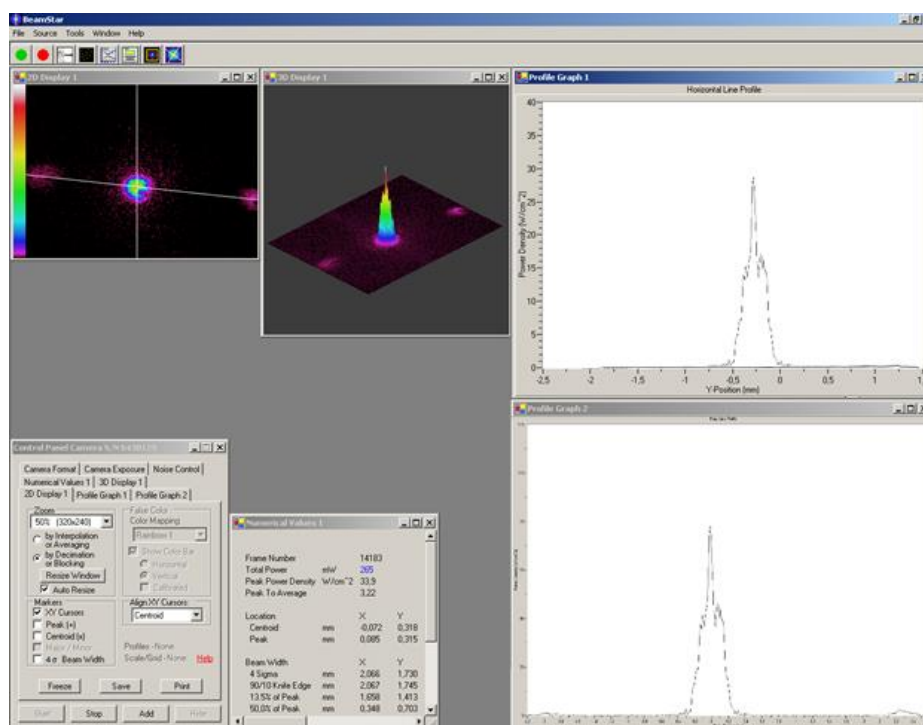 BeamStar
File Source Tools Window Help
2D Display 1
3D Display 1
Profile Graph 1
Horizontal Line Profile
Power Density [W/cm^2]
40
35
30
25
20
15
10
5
0
-2,5 -2 -1,5 -1 -0,5 0 0,5 1
Y-Position (mm)
Profile Graph 2
Control Panel Camera
Camera Format Camera Exposure Noise Control
Numerical Values 1 3D Display 1
2D Display 1 Profile Graph 1 Profile Graph 2
Zoom
50% (320x240)
by Interpolation
or Averaging
by Decimation
or Blocking
Resize Window
Auto Resize
False Color
Color Mapping
Rainbow 1
Show Color Bar
Horizontal
Vertical
Calibrated
Markers
XY Cursors
Peak (+)
Centroid (x)
Major / Minor
4 σ Beam Width
Align XY Cursors
Centroid
Profiles - None
Scale/Grid - None Help
Freeze Save Print
Start Stop Add Hide
Numerical Values 1
Frame Number 14183
Total Power mW 265
Peak Power Density W/cm^2 33,9
Peak To Average 3,22
Location X Y
Centroid mm -0,072 0,318
Peak mm 0,085 0,315
Beam Width X Y
4 Sigma mm 2,066 1,730
90/10 Knife Edge mm 2,067 1,745
13.5% of Peak mm 1,658 1,413
50.0% of Peak mm 0,348 0,703